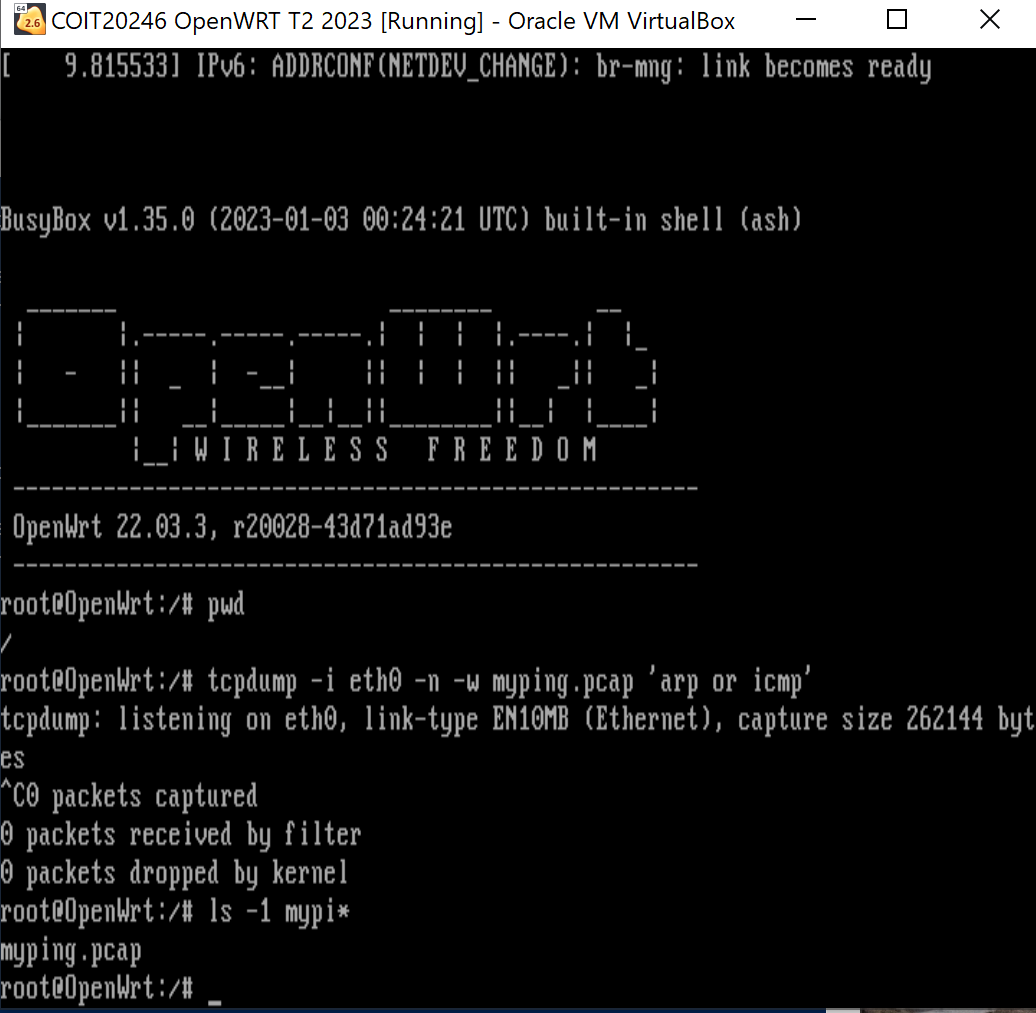 COIT20246 OpenWRT T2 2023 [Running] - Oracle VM VirtualBox
[    9.815533] IPv6: ADDRCONF(NETDEV_CHANGE): br-mng: link becomes ready
BusyBox v1.35.0 (2023-01-03 00:24:21 UTC) built-in shell (ash)
OpenWrt
W I R E L E S S   F R E E D O M
-----------------------------------------------------
OpenWrt 22.03.3, r20028-43d71ad93e
-----------------------------------------------------
root@OpenWrt:/# pwd
/
root@OpenWrt:/# tcpdump -i eth0 -n -w myping.pcap 'arp or icmp'
tcpdump: listening on eth0, link-type EN10MB (Ethernet), capture size 262144 byt
es
^C0 packets captured
0 packets received by filter
0 packets dropped by kernel
root@OpenWrt:/# ls -1 mypi*
myping.pcap
root@OpenWrt:/# _